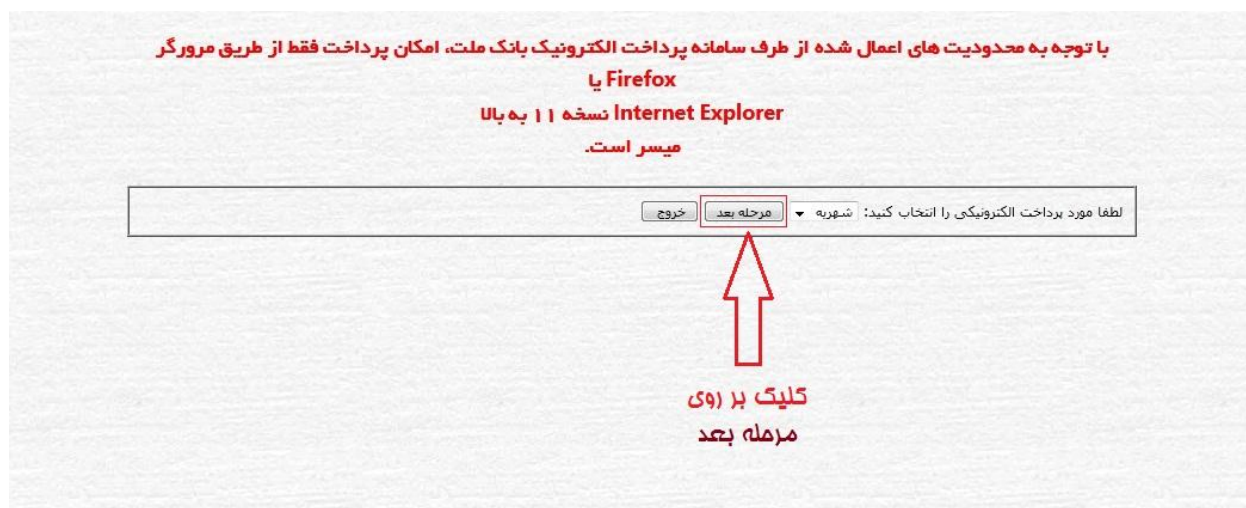 با توجه به محدودیت های اعمال شده از طرف سامانه پرداخت الکترونیک بانک ملت، امکان پرداخت فقط از طریق مرورگر
Firefox یا
Internet Explorer نسخه ۱۱ به بالا
میسر است.
لطفا مورد پرداخت الکترونیکی را انتخاب کنید: شهریه مرحله بعد خروج
کلیک بر روی
مرحله بعد